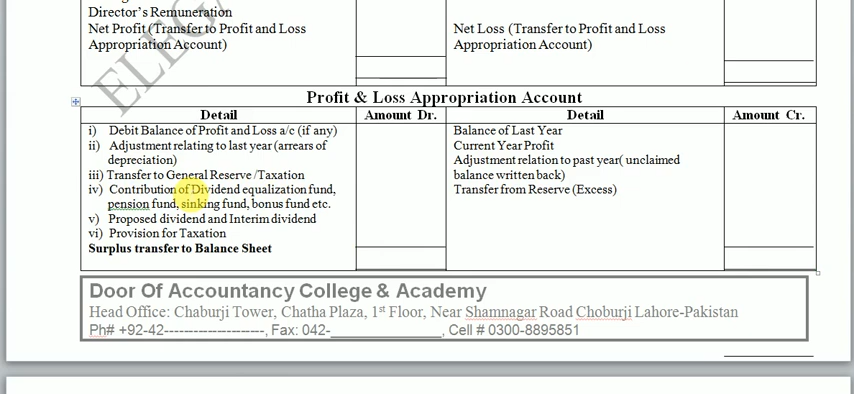 Director's Remuneration
Net Profit (Transfer to Profit and Loss Appropriation Account)
Net Loss (Transfer to Profit and Loss Appropriation Account)
ELEGA
Profit & Loss Appropriation Account
Detail Amount Dr. Detail Amount Cr.
i) Debit Balance of Profit and Loss a/c (if any)
ii) Adjustment relating to last year (arrears of
depreciation)
iii) Transfer to General Reserve /Taxation
iv) Contribution of Dividend equalization fund,
pension fund, sinking fund, bonus fund etc.
v) Proposed dividend and Interim dividend
vi) Provision for Taxation
Surplus transfer to Balance Sheet
Balance of Last Year
Current Year Profit
Adjustment relation to past year( unclaimed
balance written back)
Transfer from Reserve (Excess)
Door Of Accountancy College & Academy
Head Office: Chaburji Tower, Chatha Plaza, 1st Floor, Near Shamnagar Road Choburji Lahore-Pakistan
Ph# +92-42---------------------, Fax: 042-_______________, Cell # 0300-8895851